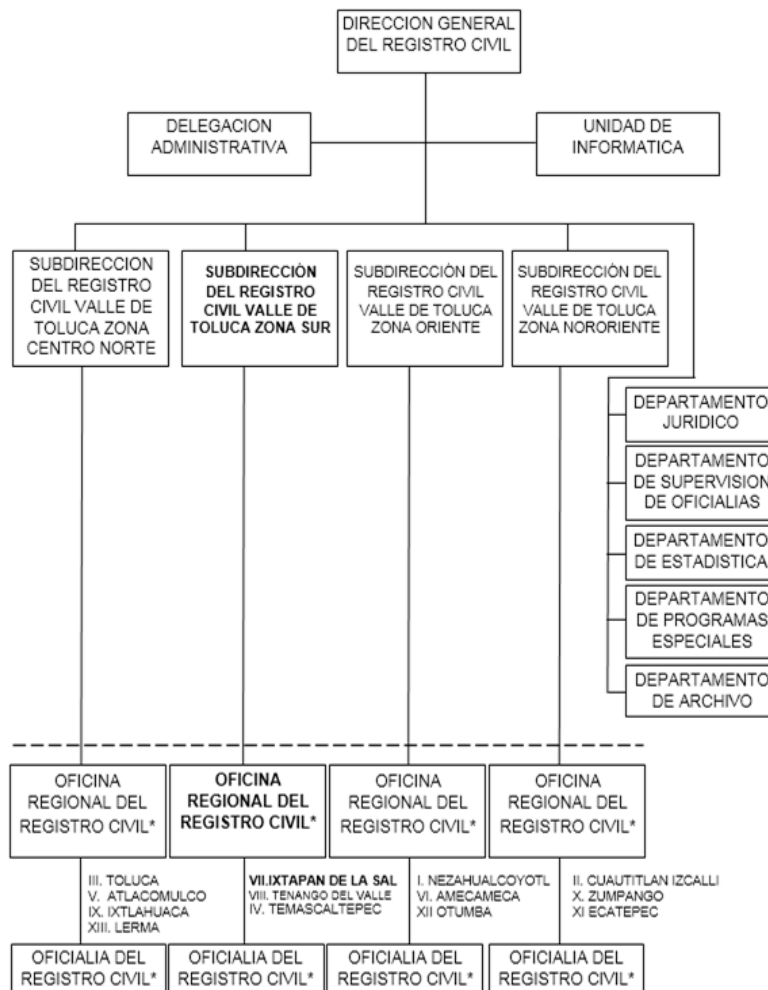 DIRECCION GENERAL
DEL REGISTRO CIVIL
DELEGACION
ADMINISTRATIVA
UNIDAD DE
INFORMATICA
SUBDIRECCION
DEL REGISTRO
CIVIL VALLE DE
TOLUCA ZONA
CENTRO NORTE
SUBDIRECCIÓN
DEL REGISTRO
CIVIL VALLE DE
TOLUCA ZONA SUR
SUBDIRECCIÓN DEL
REGISTRO CIVIL
VALLE DE TOLUCA
ZONA ORIENTE
SUBDIRECCIÓN DEL
REGISTRO CIVIL
VALLE DE TOLUCA
ZONA NORORIENTE
DEPARTAMENTO
JURIDICO
DEPARTAMENTO
DE SUPERVISION
DE OFICIALIAS
DEPARTAMENTO
DE ESTADISTICA
DEPARTAMENTO
DE PROGRAMAS
ESPECIALES
DEPARTAMENTO
DE ARCHIVO
OFICINA
REGIONAL DEL
REGISTRO CIVIL*
OFICINA
REGIONAL DEL
REGISTRO CIVIL*
OFICINA
REGIONAL DEL
REGISTRO CIVIL*
OFICINA
REGIONAL DEL
REGISTRO CIVIL*
III. TOLUCA
V. ATLACOMULCO
IX. IXTLAHUACA
XIII. LERMA
VII.IXTAPAN DE LA SAL
VIII. TENANGO DEL VALLE
IV. TEMASCALTEPEC
I. NEZAHUALCOYOTL
VI. AMECAMECA
XII OTUMBA
II. CUAUTITLAN IZCALLI
X. ZUMPANGO
XI ECATEPEC
OFICIALIA DEL
REGISTRO CIVIL*
OFICIALIA DEL
REGISTRO CIVIL*
OFICIALIA DEL
REGISTRO CIVIL*
OFICIALIA DEL
REGISTRO CIVIL*